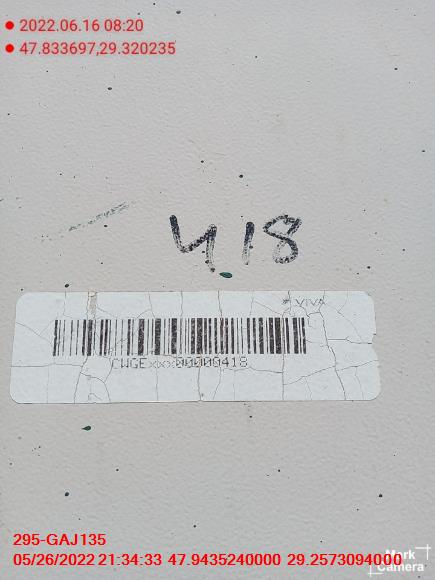 2022.06.16 08:20
47.833697,29.320235
418
* VIVA
CWGExxx00000418
295-GAJ135
05/26/2022 21:34:33 47.9435240000 29.2573094000
Mark
Camera